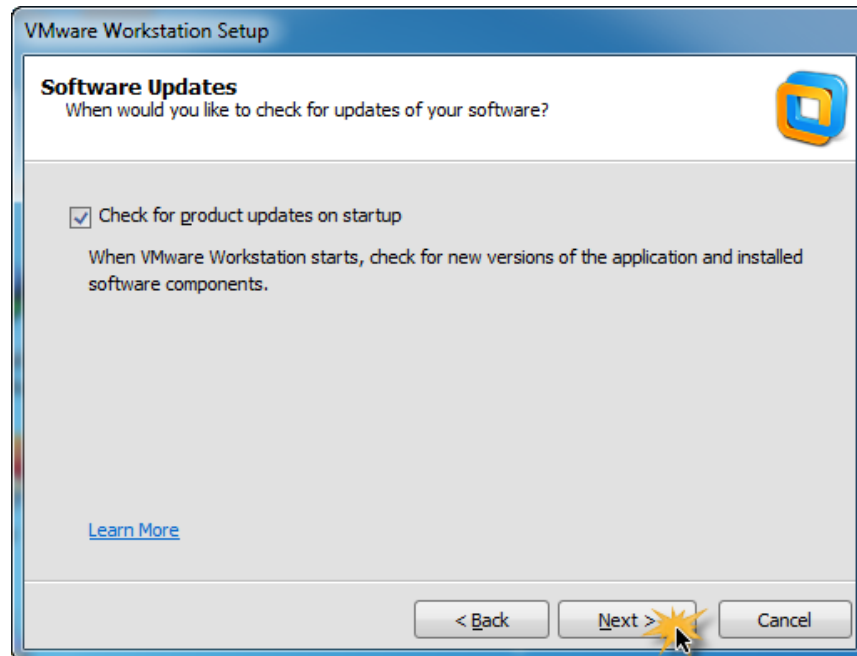 VMware Workstation Setup
Software Updates
When would you like to check for updates of your software?
Check for product updates on startup
When VMware Workstation starts, check for new versions of the application and installed
software components.
Learn More
< Back
Next >
Cancel